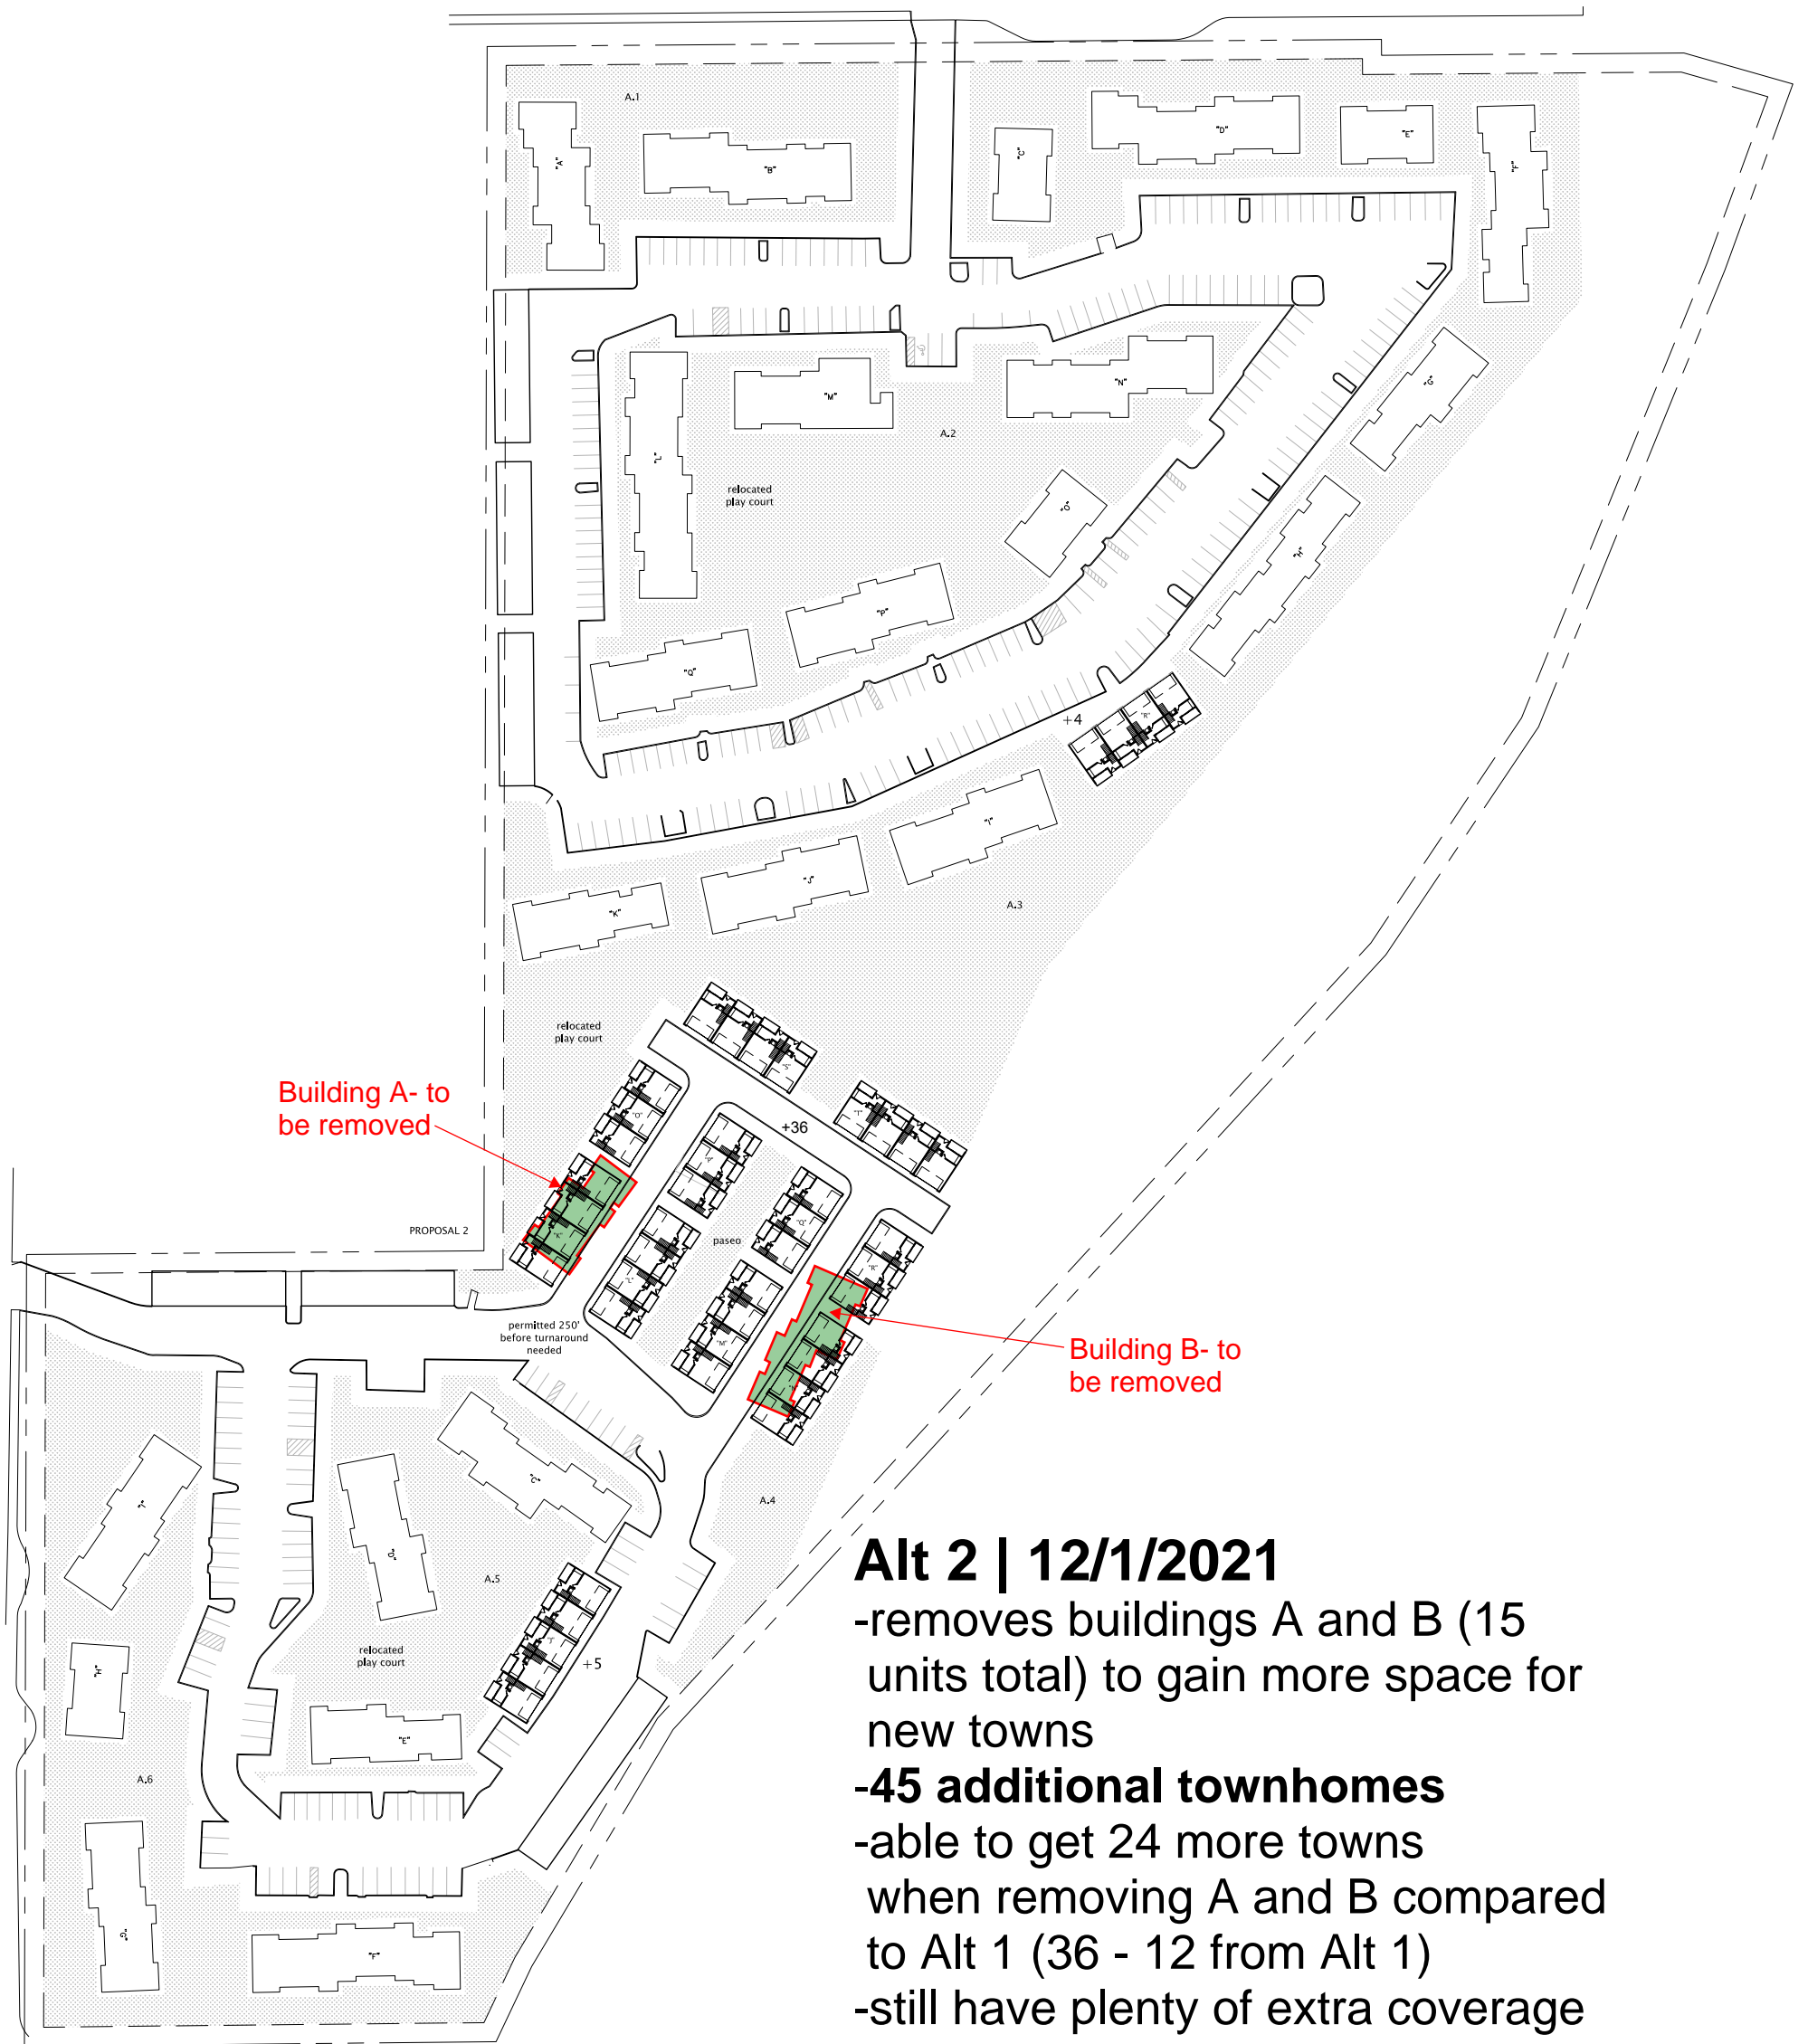 A.1
"A"
"B"
"C"
"D"
"E"
"F"
"G"
"L"
"M"
"N"
A.2
relocated
play court
"O"
"H"
"P"
"Q"
+4
"R"
"I"
"J"
"K"
A.3
relocated
play court
"S"
"O"
"T"
Building A- to
be removed
+36
"Q"
"K"
PROPOSAL 2
paseo
"R"
"L"
permitted 250'
before turnaround
needed
"M"
Building B- to
be removed
"C"
A.4
"I"
"D"
A.5
"J"
relocated
play court
+5
"H"
"E"
A.6
"G"
"F"
Alt 2 | 12/1/2021
-removes buildings A and B (15
units total) to gain more space for
new towns
-45 additional townhomes
-able to get 24 more towns
when removing A and B compared
to Alt 1 (36 - 12 from Alt 1)
-still have plenty of extra coverage